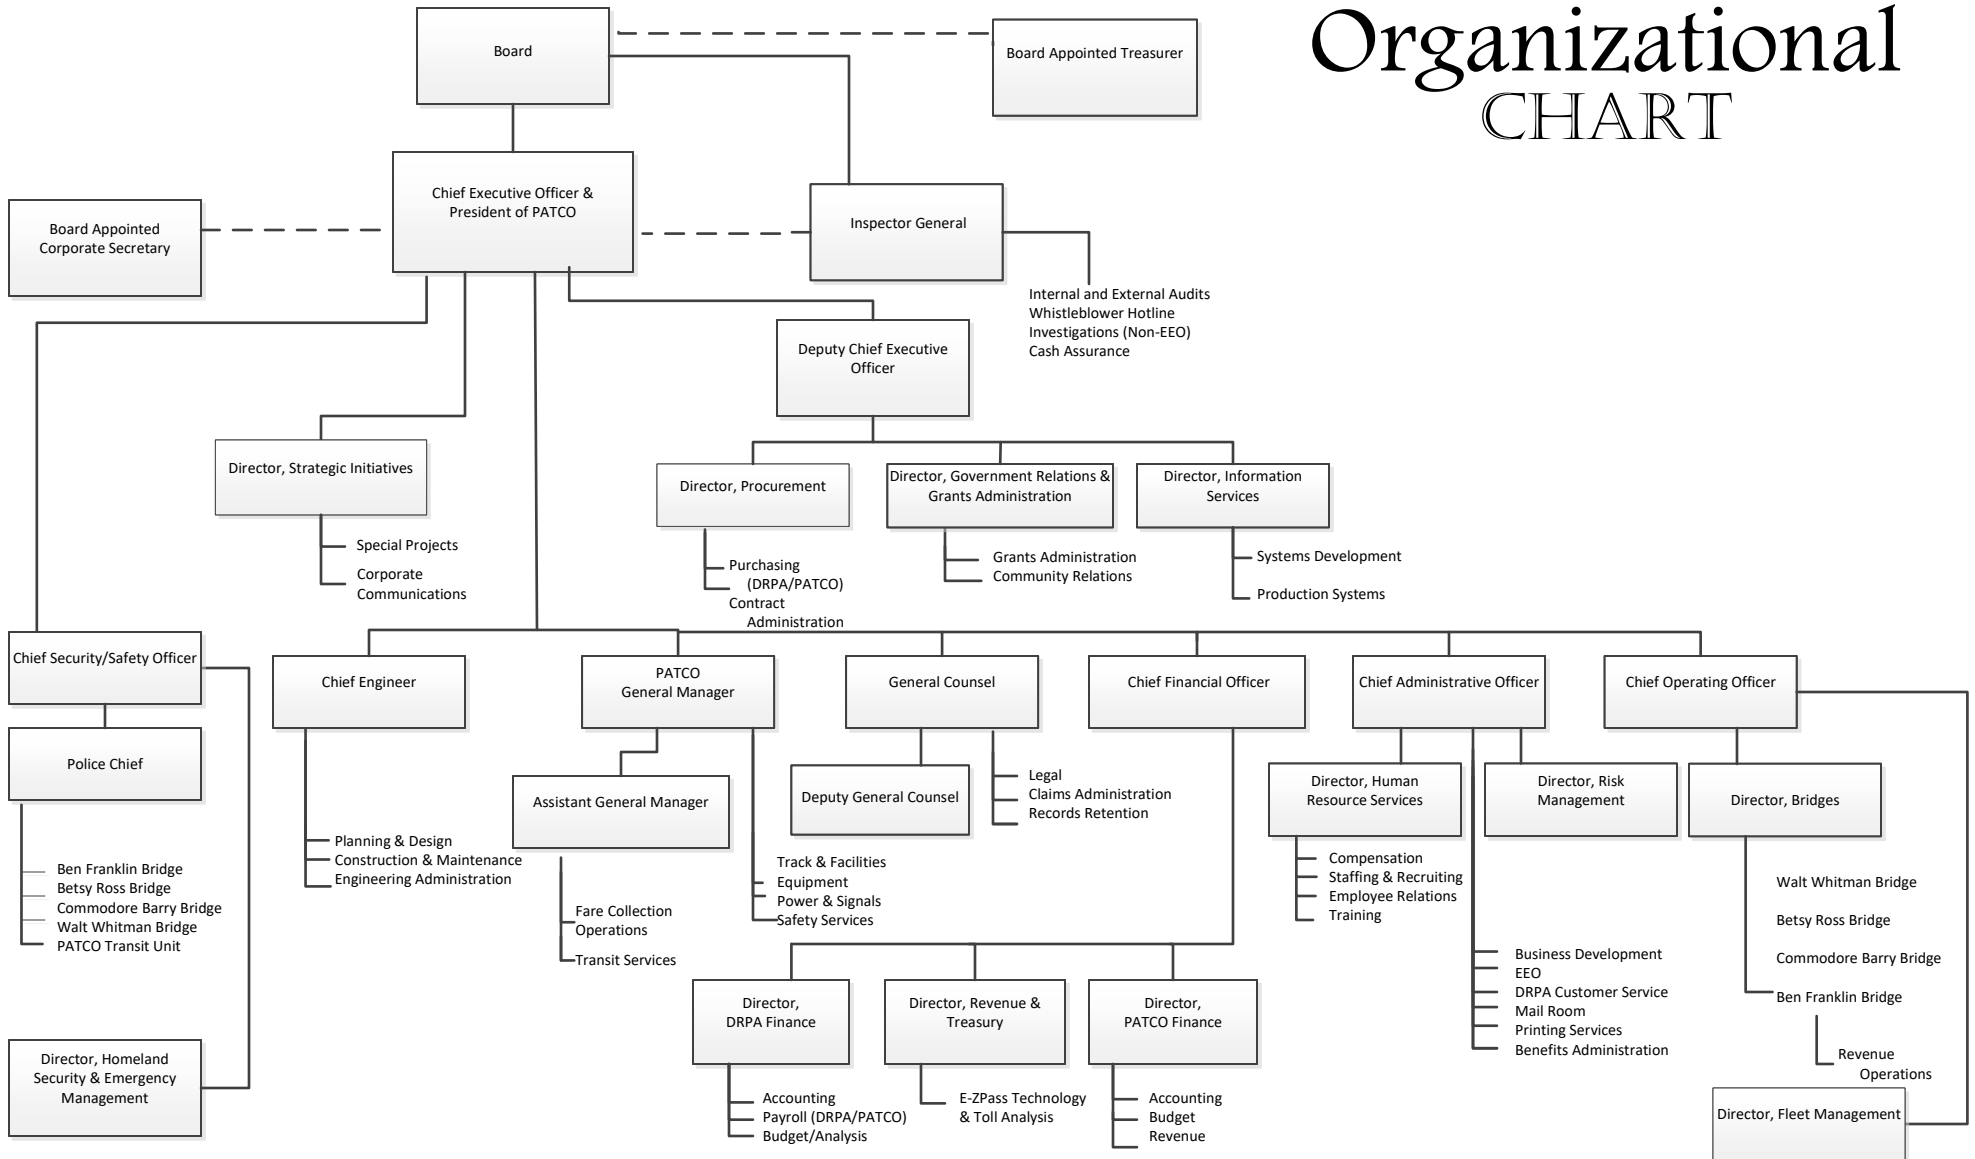 Organizational
CHART
Board
Board Appointed Treasurer
Chief Executive Officer &
President of PATCO
Board Appointed
Corporate Secretary
Inspector General
Internal and External Audits
Whistleblower Hotline
Investigations (Non-EEO)
Cash Assurance
Deputy Chief Executive
Officer
Director, Strategic Initiatives
Special Projects
Corporate
Communications
Director, Procurement
Purchasing
(DRPA/PATCO)
Contract
Administration
Director, Government Relations &
Grants Administration
Grants Administration
Community Relations
Director, Information
Services
Systems Development
Production Systems
Chief Security/Safety Officer
Police Chief
Ben Franklin Bridge
Betsy Ross Bridge
Commodore Barry Bridge
Walt Whitman Bridge
PATCO Transit Unit
Director, Homeland
Security & Emergency
Management
Chief Engineer
Planning & Design
Construction & Maintenance
Engineering Administration
PATCO
General Manager
Assistant General Manager
Fare Collection
Operations
Transit Services
Track & Facilities
Equipment
Power & Signals
Safety Services
General Counsel
Deputy General Counsel
Legal
Claims Administration
Records Retention
Chief Financial Officer
Director,
DRPA Finance
Accounting
Payroll (DRPA/PATCO)
Budget/Analysis
Director, Revenue &
Treasury
E-ZPass Technology
& Toll Analysis
Director,
PATCO Finance
Accounting
Budget
Revenue
Chief Administrative Officer
Director, Human
Resource Services
Compensation
Staffing & Recruiting
Employee Relations
Training
Director, Risk
Management
Business Development
EEO
DRPA Customer Service
Mail Room
Printing Services
Benefits Administration
Chief Operating Officer
Director, Bridges
Walt Whitman Bridge
Betsy Ross Bridge
Commodore Barry Bridge
Ben Franklin Bridge
Revenue
Operations
Director, Fleet Management